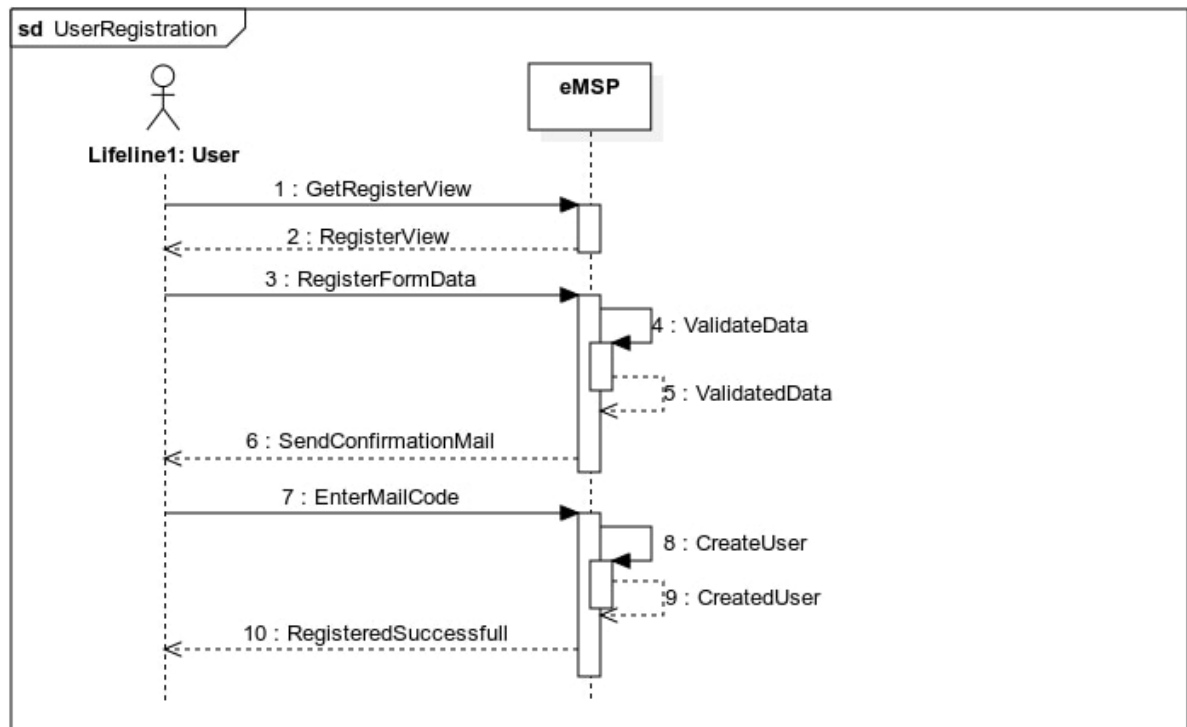 sd UserRegistration
eMSP
Lifeline1: User
1 : GetRegisterView
2 : RegisterView
3 : RegisterFormData
4 : ValidateData
5 : ValidatedData
6 : SendConfirmationMail
7 : EnterMailCode
8 : CreateUser
9 : CreatedUser
10 : RegisteredSuccessfull